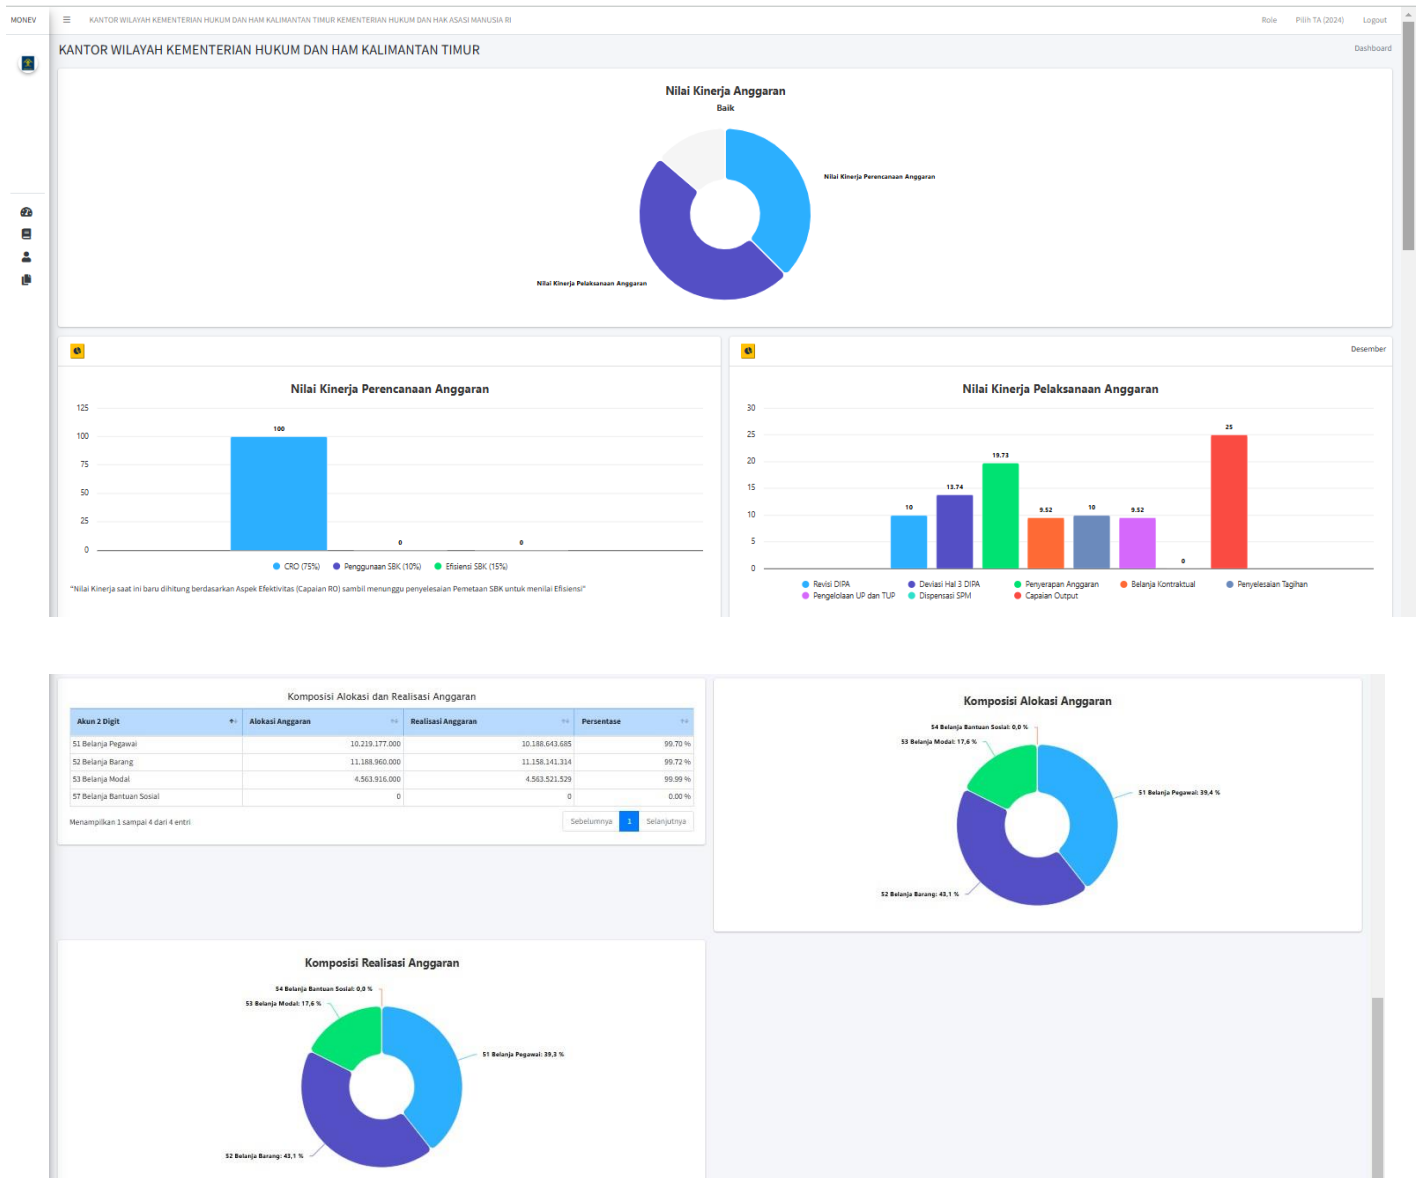 MONEV
KANTOR WILAYAH KEMENTERIAN HUKUM DAN HAM KALIMANTAN TIMUR KEMENTERIAN HUKUM DAN HAK ASASI MANUSIA RI
Role Pilih TA (2024) Logout
KANTOR WILAYAH KEMENTERIAN HUKUM DAN HAM KALIMANTAN TIMUR
Dashboard
Nilai Kinerja Anggaran
Baik
Nilai Kinerja Perencanaan Anggaran
Nilai Kinerja Pelaksanaan Anggaran
Nilai Kinerja Perencanaan Anggaran
125
100
75
50
25
0
100
0
0
CRO (75%) Penggunaan SBK (10%) Efisiensi SBK (15%)
"Nilai Kinerja saat ini baru dihitung berdasarkan Aspek Efektivitas (Capaian RO) sambil menunggu penyelesaian Pemetaan SBK untuk menilai Efisiensi"
Desember
Nilai Kinerja Pelaksanaan Anggaran
30
25
20
15
10
5
0
10
13.74
19.73
9.52
10
9.52
0
25
Revisi DIPA Deviasi Hal 3 DIPA Penyerapan Anggaran Belanja Kontraktual Penyelesaian Tagihan
Pengelolaan UP dan TUP Dispensasi SPM Capaian Output
Komposisi Alokasi dan Realisasi Anggaran
Akun 2 Digit Alokasi Anggaran Realisasi Anggaran Persentase
51 Belanja Pegawai 10.219.177.000 10.188.643.685 99.70 %
52 Belanja Barang 11.188.960.000 11.158.141.314 99.72 %
53 Belanja Modal 4.563.916.000 4.563.521.529 99.99 %
57 Belanja Bantuan Sosial 0 0 0.00 %
Menampilkan 1 sampai 4 dari 4 entri
Sebelumnya 1 Selanjutnya
Komposisi Alokasi Anggaran
54 Belanja Bantuan Sosial: 0,0 %
53 Belanja Modal: 17,6 %
51 Belanja Pegawai: 39,4 %
52 Belanja Barang: 43,1 %
Komposisi Realisasi Anggaran
54 Belanja Bantuan Sosial: 0,0 %
53 Belanja Modal: 17,6 %
51 Belanja Pegawai: 39,3 %
52 Belanja Barang: 43,1 %